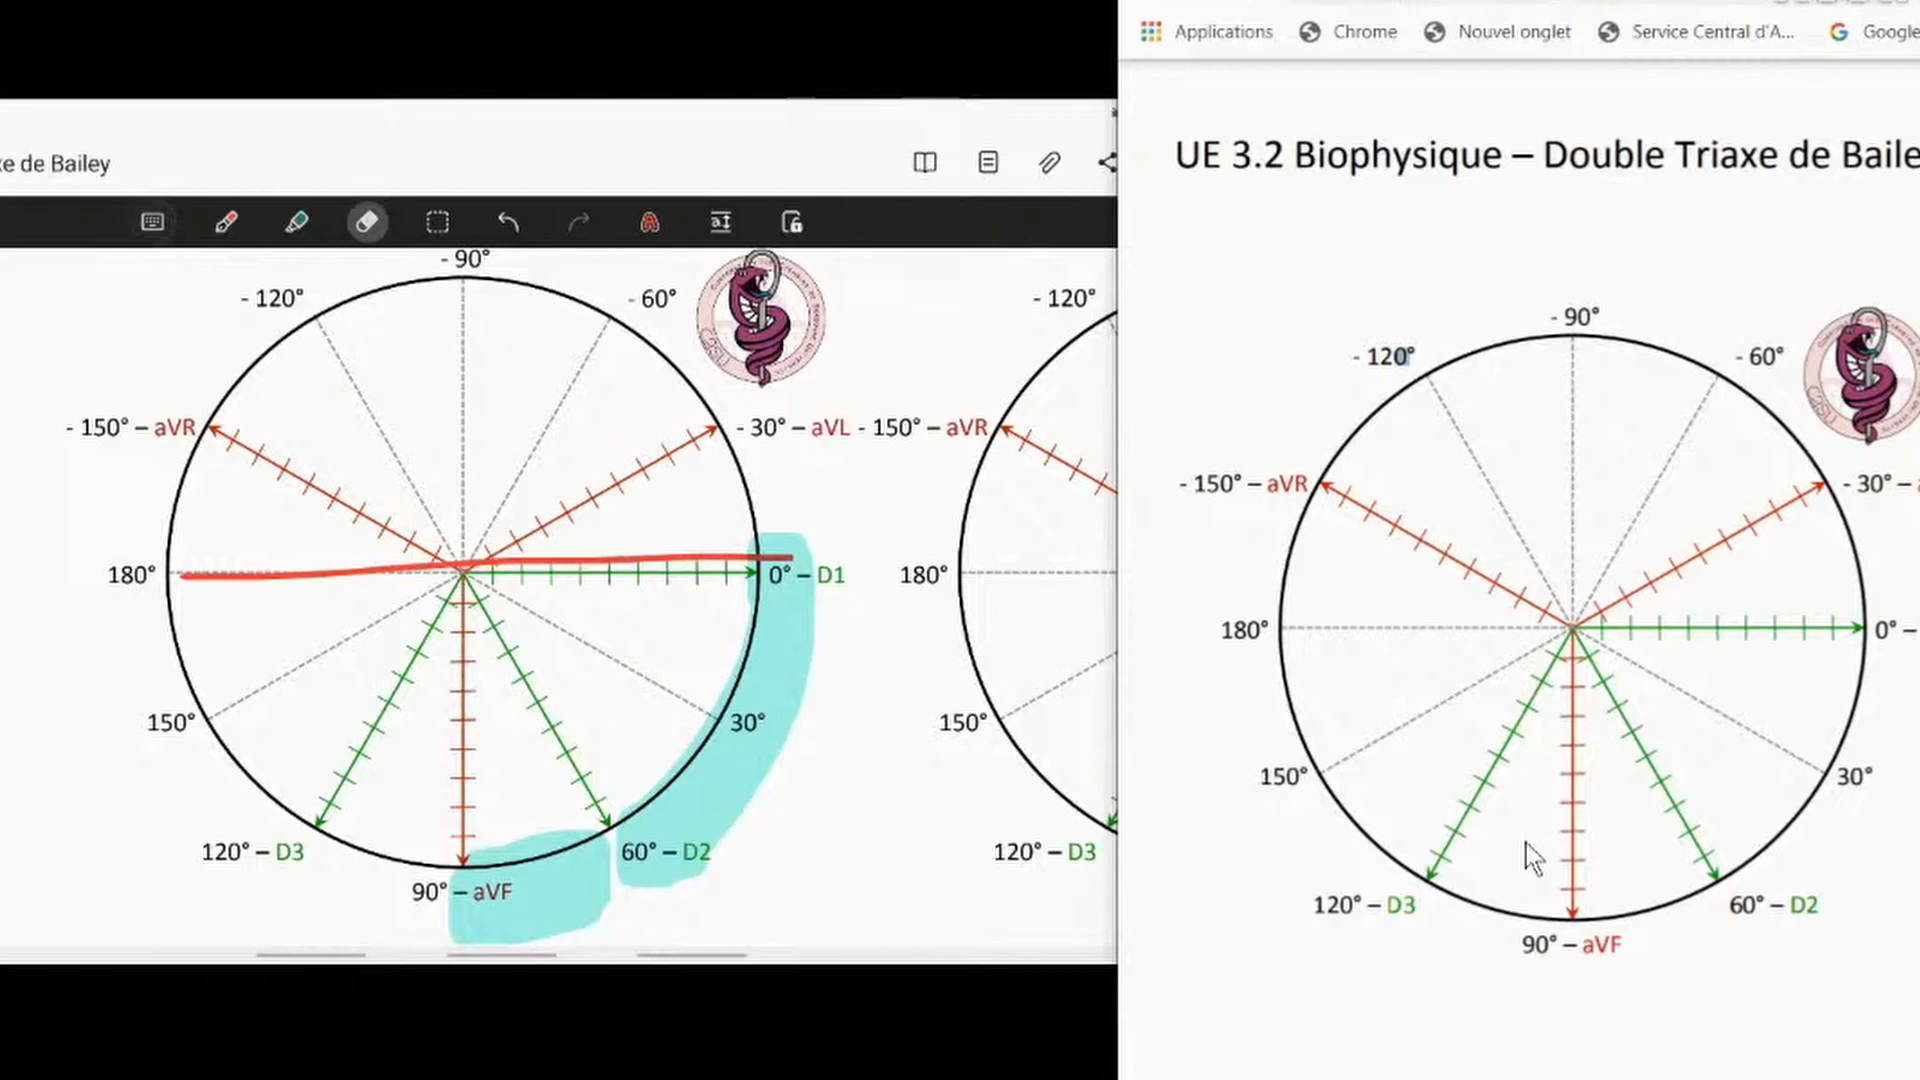 Applications Chrome Nouvel onglet Service Central d'A... Google
xe de Bailey
UE 3.2 Biophysique – Double Triaxe de Baile
- 90°
- 120°
- 60°
- 150° – aVR
- 30° – aVL
180°
0° – D1
150°
30°
120° – D3
60° – D2
90° – aVF
- 120°
- 150° – aVR
180°
150°
120° – D3
- 90°
- 120°
- 60°
- 150° – aVR
- 30° –
180°
0° –
150°
30°
120° – D3
60° – D2
90° – aVF